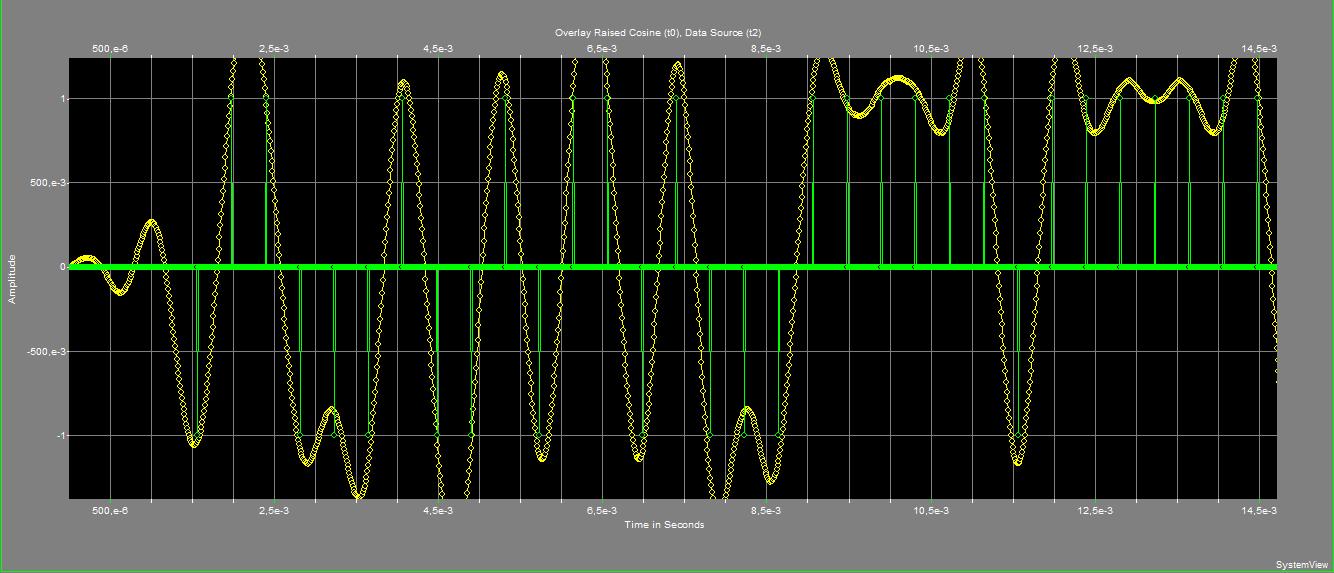 Overlay Raised Cosine (t0), Data Source (t2)
500,e-6 2,5e-3 4,5e-3 6,5e-3 8,5e-3 10,5e-3 12,5e-3 14,5e-3
1
500,e-3
0
Amplitude
-500,e-3
-1
500,e-6 2,5e-3 4,5e-3 6,5e-3 8,5e-3 10,5e-3 12,5e-3 14,5e-3
Time in Seconds
SystemView